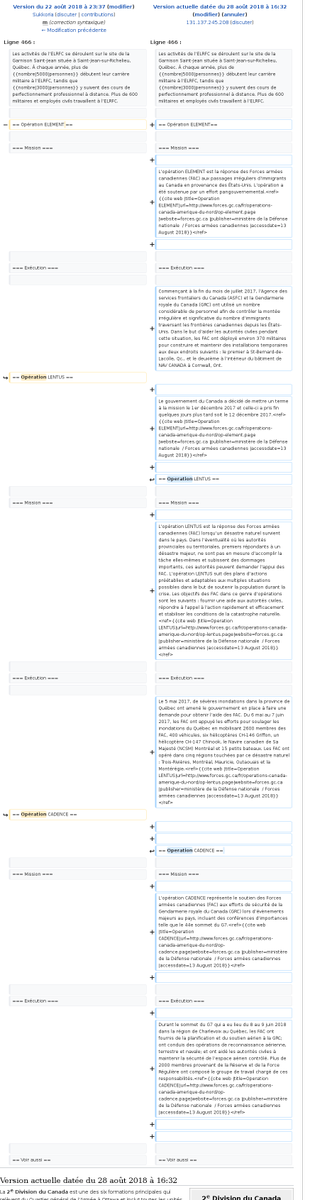 Version du 22 août 2018 à 23:37 (modifier)
Sukkoria (discuter | contributions)
m (correction syntaxique)
← Modification précédente
Version actuelle datée du 28 août 2018 à 16:32
(modifier) (annuler)
131.137.245.208 (discuter)
Ligne 466 :
Ligne 466 :
Les activités de l'ELRFC se déroulent sur le site de la
Garnison Saint-Jean située à Saint-Jean-sur-Richelieu,
Québec. À chaque année, plus de
{{nombre|5000|personnes}} débutent leur carrière
militaire à l'ELRFC, tandis que
{{nombre|3000|personnes}} y suivent des cours de
perfectionnement professionnel à distance. Plus de 600
militaires et employés civils travaillent à l'ELRFC.
Les activités de l'ELRFC se déroulent sur le site de la
Garnison Saint-Jean située à Saint-Jean-sur-Richelieu,
Québec. À chaque année, plus de
{{nombre|5000|personnes}} débutent leur carrière
militaire à l'ELRFC, tandis que
{{nombre|3000|personnes}} y suivent des cours de
perfectionnement professionnel à distance. Plus de 600
militaires et employés civils travaillent à l'ELRFC.
− == Opération ELEMENT==
+ == Opération ELEMENT==
=== Mission ===
=== Mission ===
+
+ L'opération ELEMENT est la réponse des Forces armées
canadiennes (FAC) aux passages irréguliers d'immigrants
au Canada en provenance des États-Unis. L'opération a
été soutenue par un effort pangouvernemental.<ref>
{{cite web |title=Operation
ELEMENT|url=http://www.forces.gc.ca/fr/operations-
canada-amerique-du-nord/op-element.page
|website=forces.gc.ca |publisher=ministère de la Défense
nationale / Forces armées canadiennes |accessdate=13
August 2018}}</ref>
+
=== Exécution ===
=== Exécution ===
+ Commençant à la fin du mois de juillet 2017, l'Agence des
services frontaliers du Canada (ASFC) et la Gendarmerie
royale du Canada (GRC) ont utilisé un nombre
considérable de personnel afin de contrôler la montée
irrégulière et significative du nombre d'immigrants
traversant les frontières canadiennes depuis les États-
Unis. Dans le but d'aider les autorités civiles pendant
cette situation, les FAC ont déployé environ 379 militaires
pour construire et maintenir des installations temporaires
aux deux endroits suivants : le premier à St-Bernard-de-
Lacolle, Qc., et le deuxième à l'intérieur du bâtiment de
NAV CANADA à Cornwall, Ont.
== Opération LENTUS ==
+
+ Le gouvernement du Canada a décidé de mettre un terme
à la mission le 1er décembre 2017 et celle-ci a pris fin
quelques jours plus tard soit le 12 décembre 2017.<ref>
{{cite web |title=Operation
ELEMENT|url=http://www.forces.gc.ca/fr/operations-
canada-amerique-du-nord/op-element.page
|website=forces.gc.ca |publisher=ministère de la Défense
nationale / Forces armées canadiennes |accessdate=13
August 2018}}</ref>
+
== Operation LENTUS ==
=== Mission ===
=== Mission ===
+
+ L'opération LENTUS est la réponse des Forces armées
canadiennes (FAC) lorsqu'un désastre naturel survient
dans le pays. Dans l'éventualité où les autorités
provinciales ou territoriales, premiers répondants à un
désastre majeur, ne sont pas en mesure d'accomplir la
tâche elles-mêmes et subissent des dommages
importants, ces autorités peuvent demander l'appui des
FAC. L'opération LENTUS suit des plans d'actions
préétablies et adaptables aux multiples situations
possibles dans le but de soutenir la population durant la
crise. Les objectifs des FAC dans ce genre d'opérations
sont les suivants : fournir une aide aux autorités civiles,
répondre à l'appel à l'action rapidement et efficacement
et stabiliser les conditions de la catastrophe naturelle.
<ref>{{cite web |title=Operation
LENTUS|url=http://www.forces.gc.ca/fr/operations-canada-
amerique-du-nord/op-lentus.page|website=forces.gc.ca
|publisher=ministère de la Défense nationale / Forces
armées canadiennes |accessdate=13 August 2018}}
</ref>
=== Exécution ===
=== Exécution ===
+ Le 5 mai 2017, de sévères inondations dans la province de
Québec ont amené le gouvernement en place à faire une
demande pour obtenir l'aide des FAC. Du 6 mai au 7 juin
2017, les FAC ont appuyé les efforts pour soulager les
inondations du Québec en mobilisant 2600 membres des
FAC, 400 véhicules, six hélicoptères CH-146 Griffon, un
hélicoptère CH-147 Chinook, le Navire canadien de Sa
Majesté (NCSM) Montréal et 15 petits bateaux. Les FAC ont
opéré dans cinq régions touchées par ce désastre naturel
: Trois-Rivières, Montréal, Mauricie, Outaouais et la
Montérégie.<ref>{{cite web |title=Operation
LENTUS|url=http://www.forces.gc.ca/fr/operations-canada-
amerique-du-nord/op-lentus.page|website=forces.gc.ca
|publisher=ministère de la Défense nationale / Forces
armées canadiennes |accessdate=13 August 2018}}
</ref>
== Opération CADENCE ==
+
+
== Operation CADENCE ==
=== Mission ===
=== Mission ===
+
+ L'opération CADENCE représente le soutien des Forces
armées canadiennes (FAC) aux efforts de sécurité de la
Gendarmerie royale du Canada (GRC) lors d'évènements
majeurs au pays, incluant des conférences d'importances
telle que le 44e sommet du G7.<ref>{{cite web
|title=Operation
CADENCE|url=http://www.forces.gc.ca/fr/operations-
canada-amerique-du-nord/op-
cadence.page|website=forces.gc.ca |publisher=ministère
de la Défense nationale / Forces armées canadiennes
|accessdate=13 August 2018}}</ref>
+
=== Exécution ===
=== Exécution ===
+
+ Durant le sommet du G7 qui a eu lieu du 8 au 9 juin 2018
dans la région de Charlevoix au Québec, les FAC ont
fournis de la planification et du soutien aérien à la GRC;
ont conduis des opérations de reconnaissance aérienne,
terrestre et navale; et ont aidé les autorités civiles à
maintenir la sécurité de l'espace aérien contrôlé. Plus de
2000 membres provenant de la Réserve et de la Force
Régulière ont composé le groupe de travail chargé de ces
responsabilités.<ref>{{cite web |title=Operation
CADENCE|url=http://www.forces.gc.ca/fr/operations-
canada-amerique-du-nord/op-
cadence.page|website=forces.gc.ca |publisher=ministère
de la Défense nationale / Forces armées canadiennes
|accessdate=13 August 2018}}</ref>
+
+
== Voir aussi ==
== Voir aussi ==
Version actuelle datée du 28 août 2018 à 16:32
La 2e Division du Canada est une des six formations principales qui
2e Division du Canada